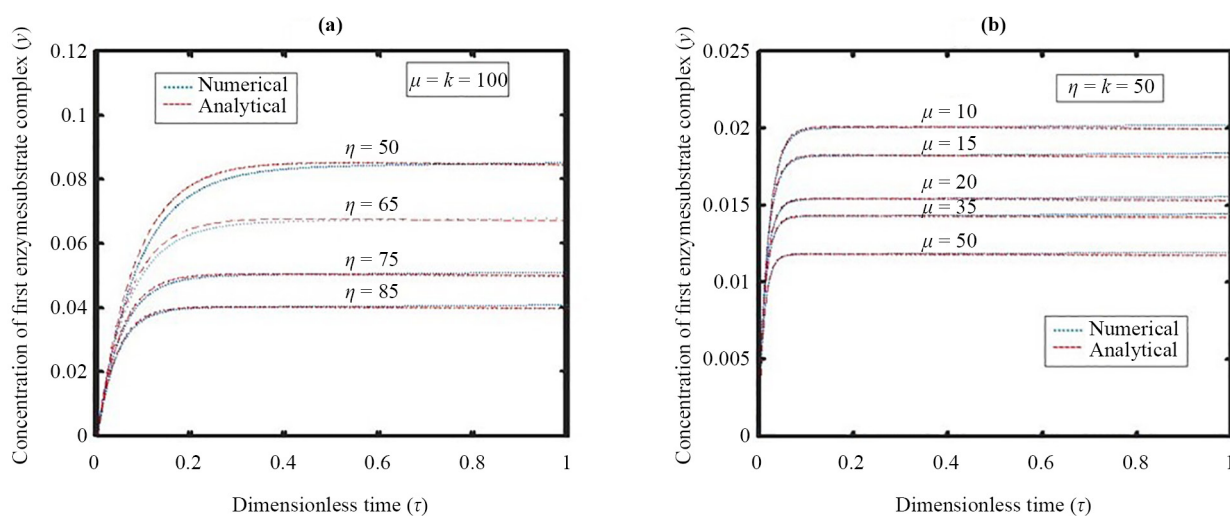 (a)
Concentration of first enzymesubstrate complex (y)
0.12
0.1
0.08
0.06
0.04
0.02
0
Numerical
Analytical
μ = k = 100
η = 50
η = 65
η = 75
η = 85
0 0.2 0.4 0.6 0.8 1
Dimensionless time (τ)
(b)
Concentration of first enzymesubstrate complex (y)
0.025
0.02
0.015
0.01
0.005
0
η = k = 50
μ = 10
μ = 15
μ = 20
μ = 35
μ = 50
Numerical
Analytical
0 0.2 0.4 0.6 0.8 1
Dimensionless time (τ)